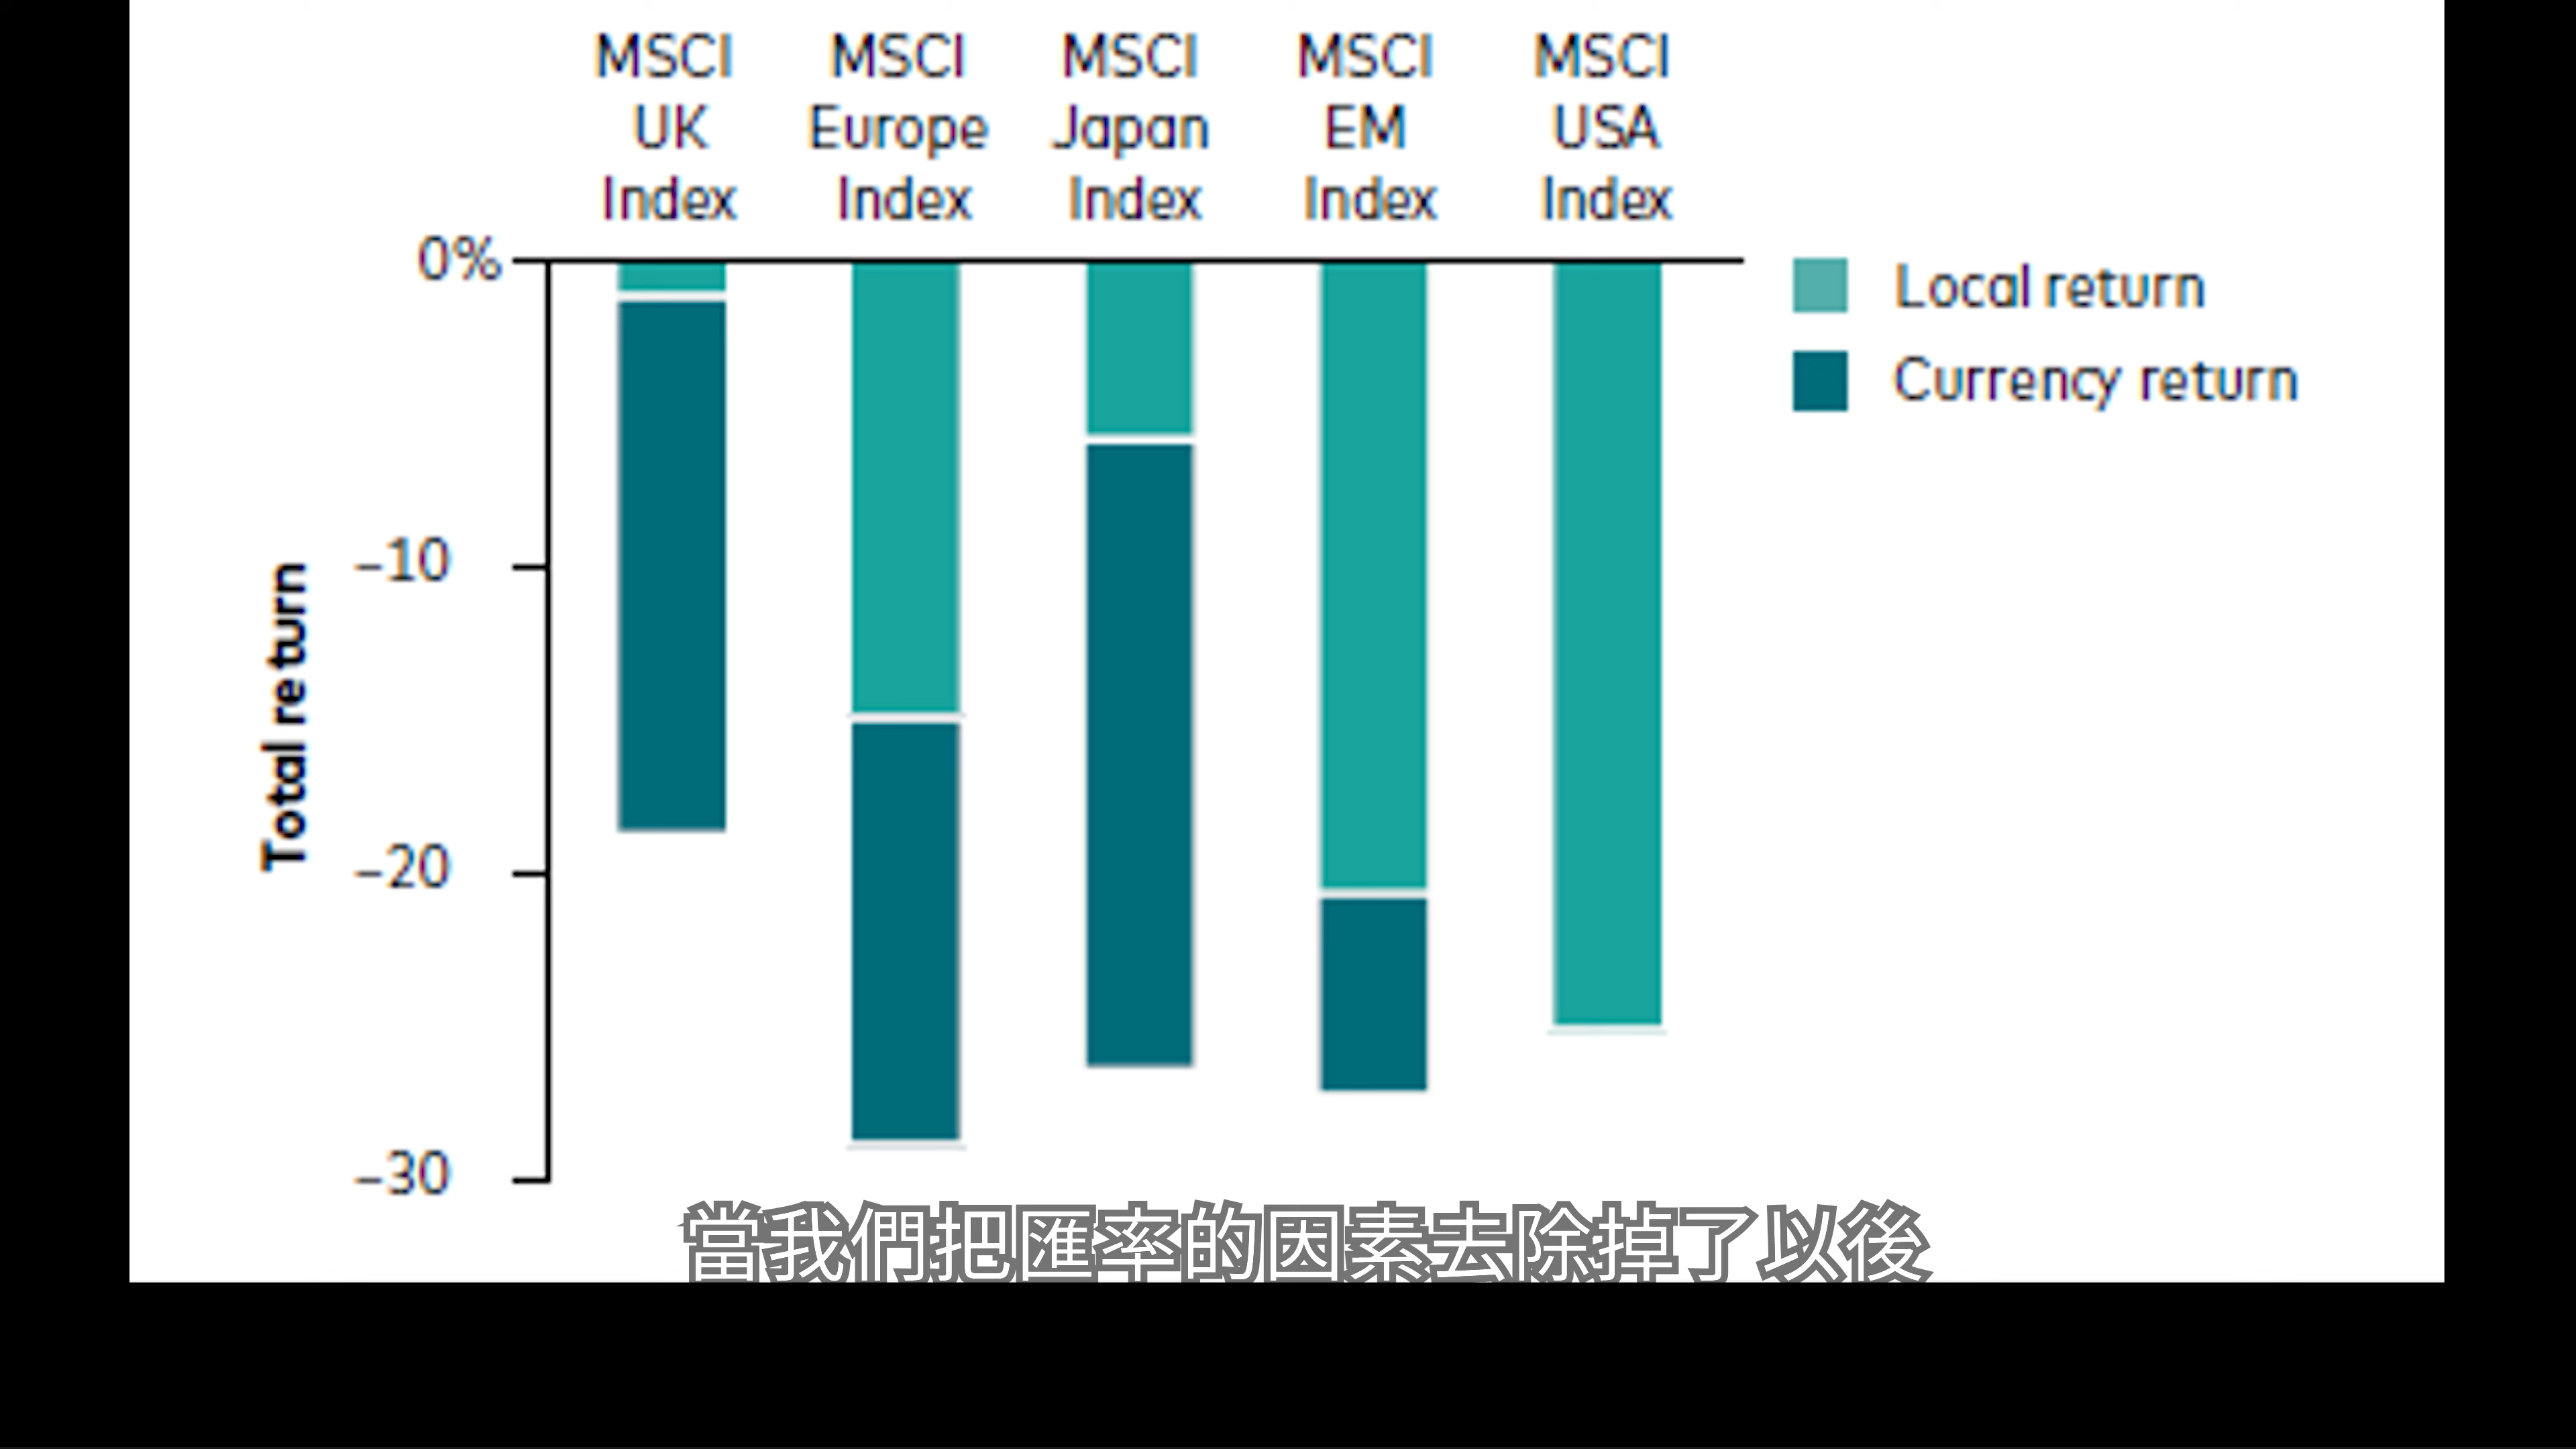 MSCI UK Index
MSCI Europe Index
MSCI Japan Index
MSCI EM Index
MSCI USA Index
0%
–10
–20
–30
Total return
Local return
Currency return
當我們把匯率的因素去除掉了以後